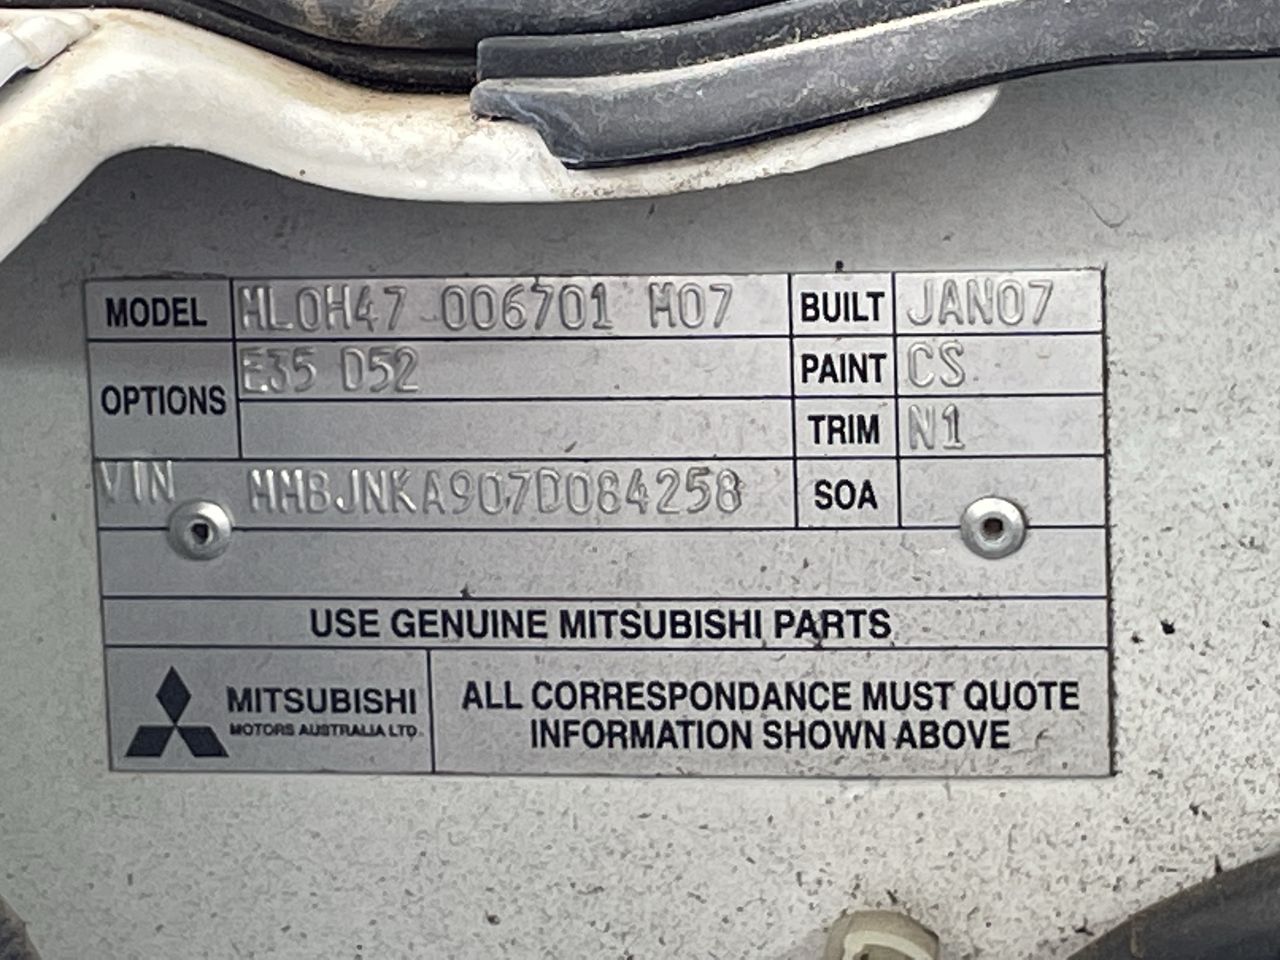 MODEL ML0H47 006701 M07 BUILT JAN07
OPTIONS E35 D52 PAINT CS
TRIM N1
VIN MMBJNKA907D084258 SOA
USE GENUINE MITSUBISHI PARTS
MITSUBISHI
MOTORS AUSTRALIA LTD.
ALL CORRESPONDANCE MUST QUOTE
INFORMATION SHOWN ABOVE